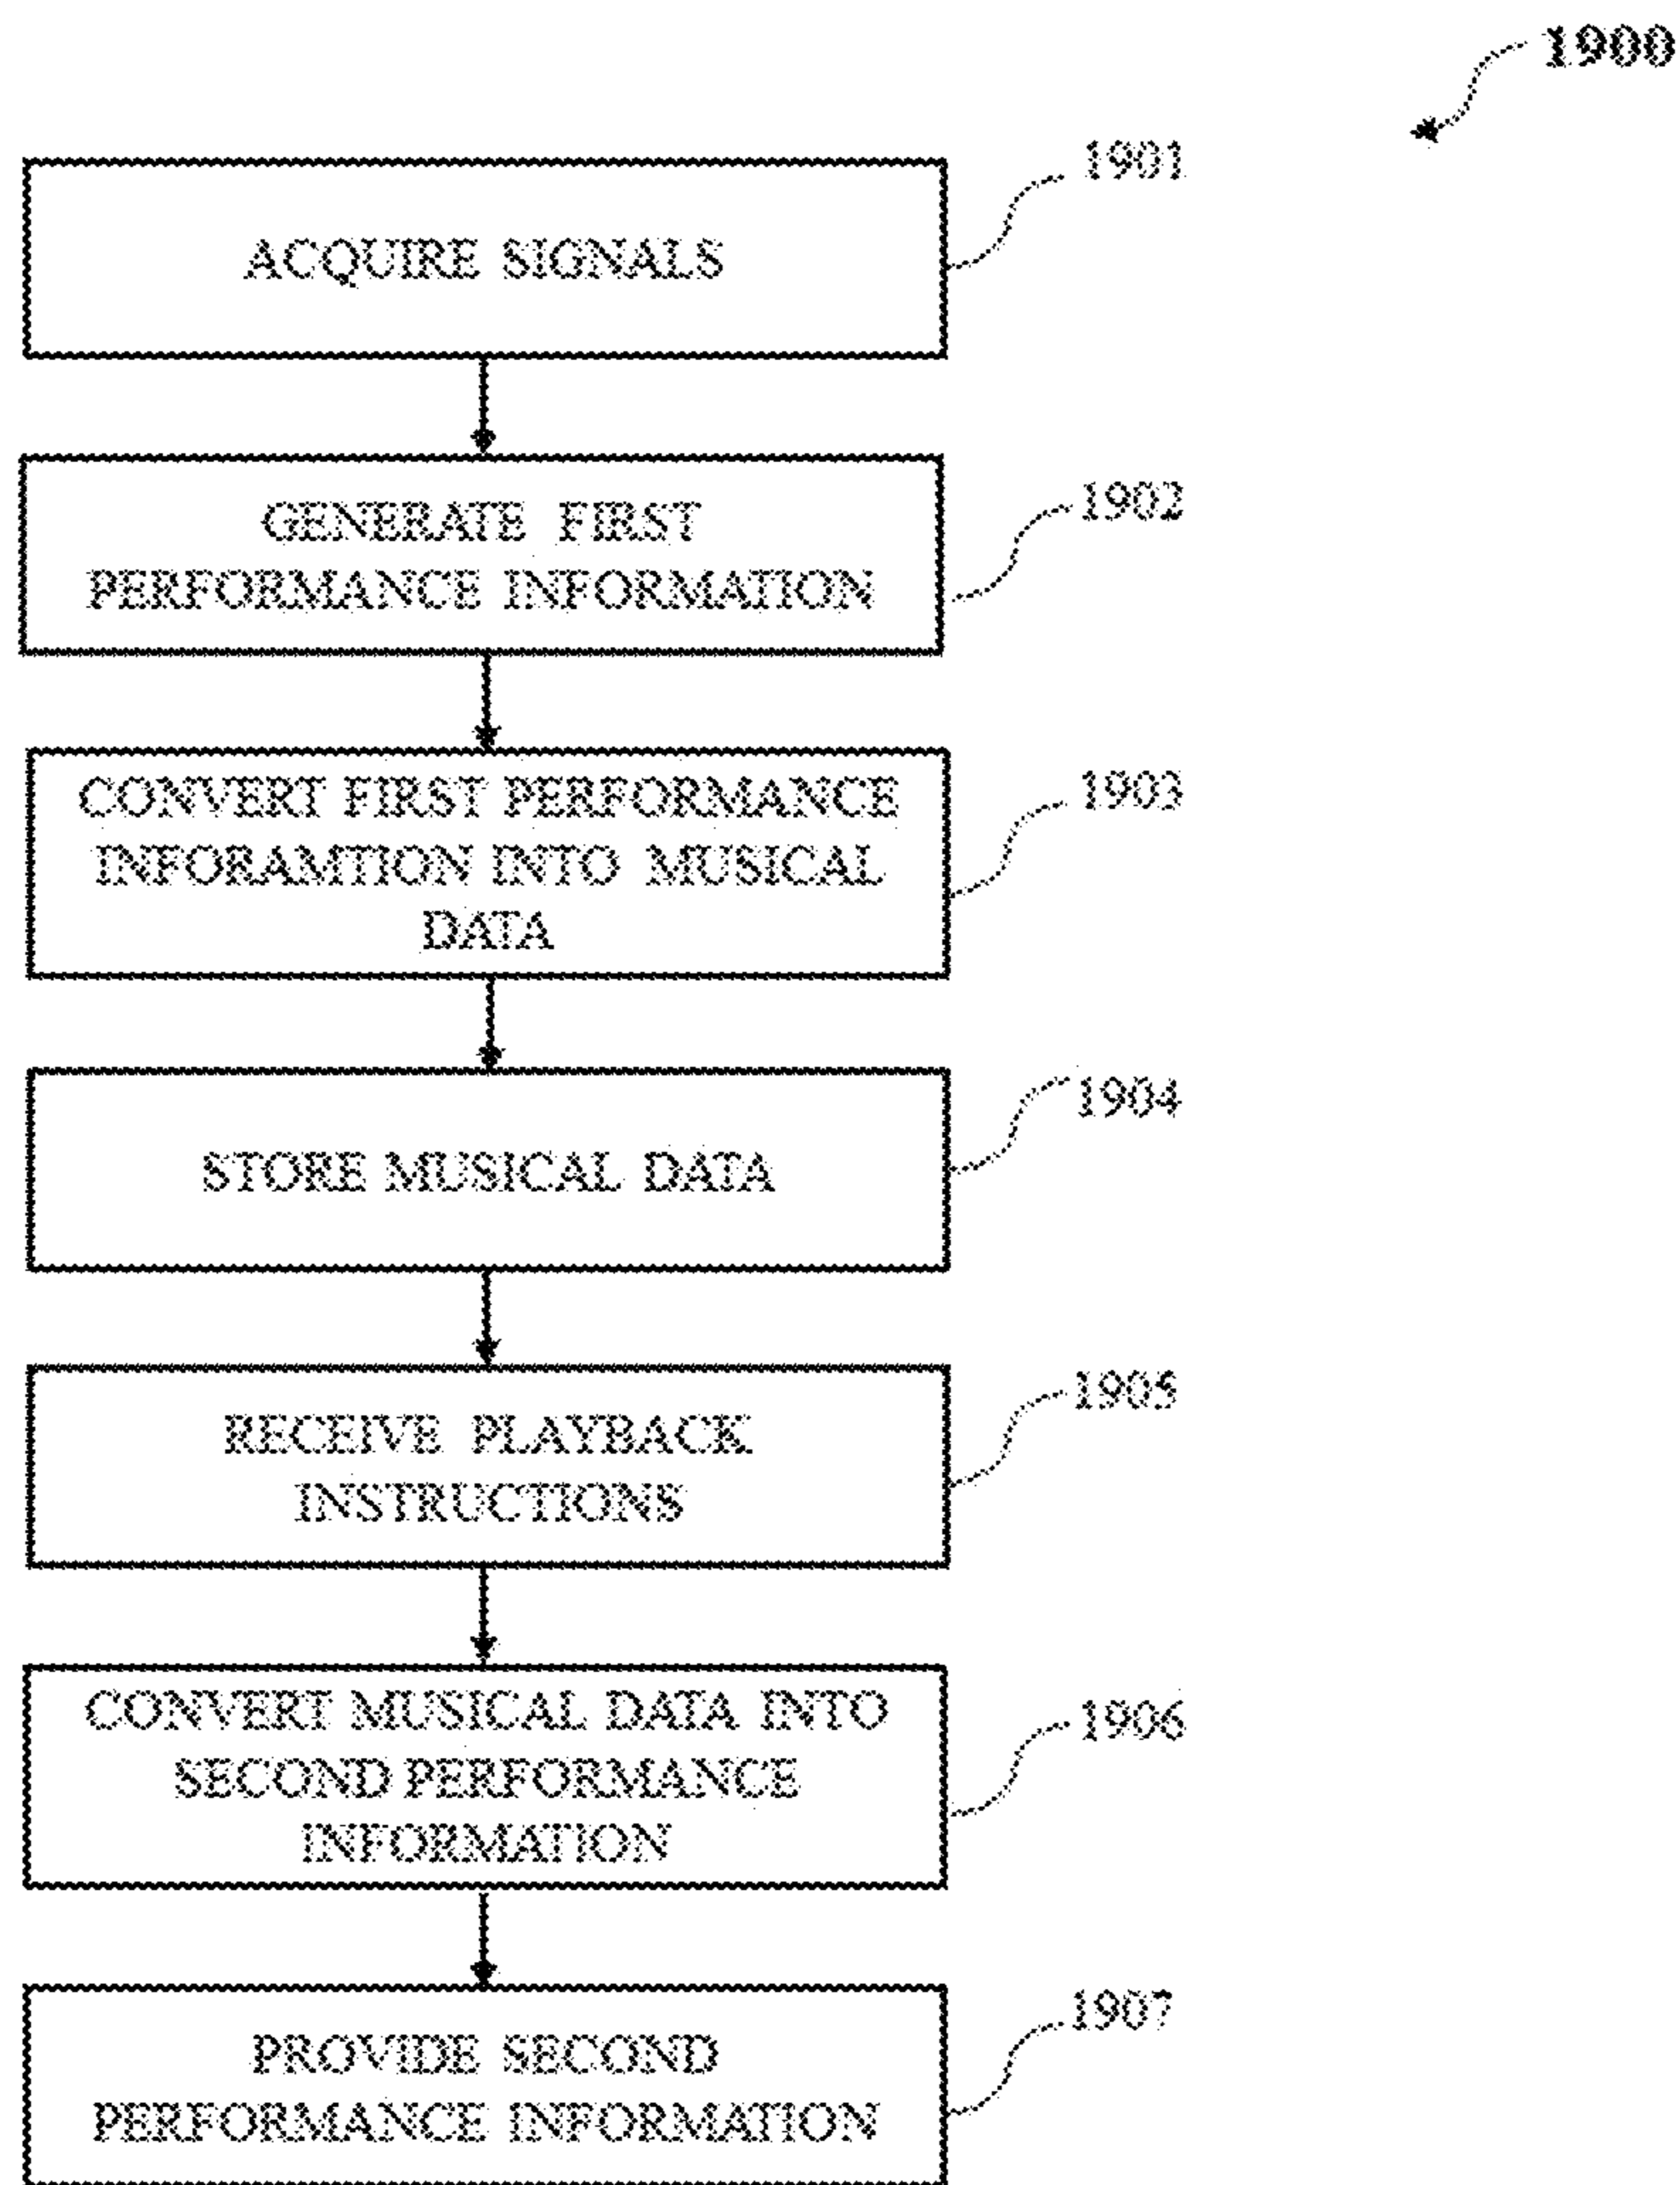 1900
1901
ACQUIRE SIGNALS
1902
GENERATE FIRST
PERFORMANCE INFORMATION
1903
CONVERT FIRST PERFORMANCE
INFORAMTION INTO MUSICAL
DATA
1904
STORE MUSICAL DATA
1905
RECEIVE PLAYBACK
INSTRUCTIONS
1906
CONVERT MUSICAL DATA INTO
SECOND PERFORMANCE
INFORMATION
1907
PROVIDE SECOND
PERFORMANCE INFORMATION